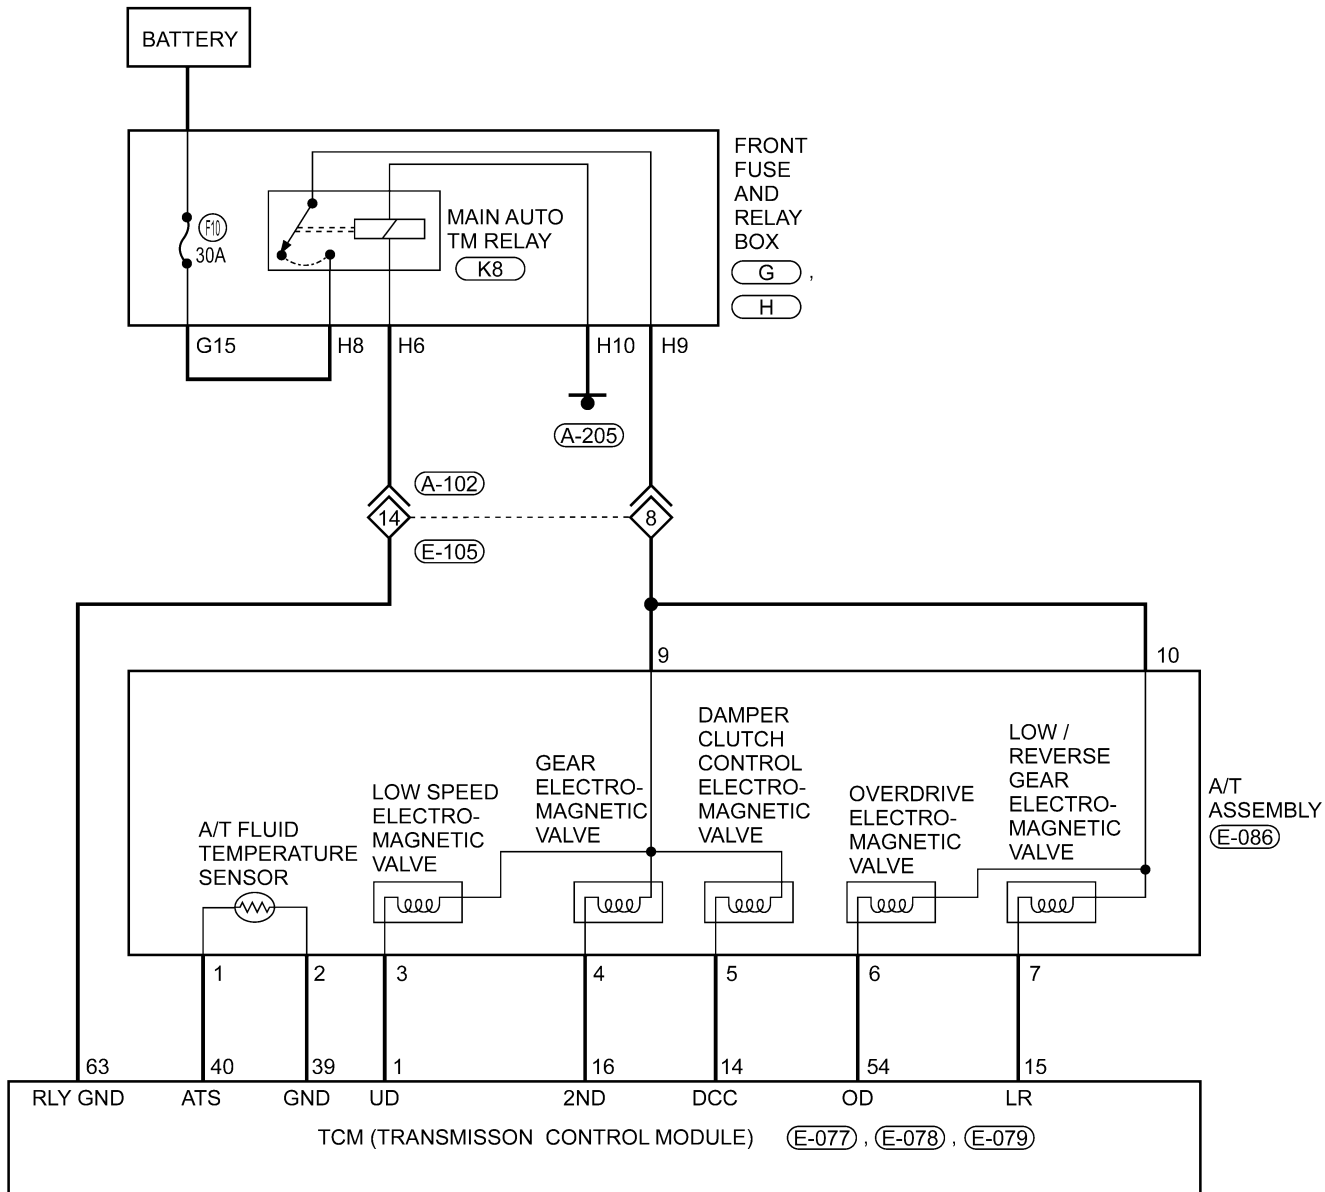 BATTERY
FRONT
FUSE
AND
RELAY
BOX
G ,
H
F10
30A
MAIN AUTO
TM RELAY
K8
G15
H8
H6
H10
H9
A-205
A-102
14
8
E-105
9
10
A/T FLUID
TEMPERATURE
SENSOR
LOW SPEED
ELECTRO-
MAGNETIC
VALVE
GEAR
ELECTRO-
MAGNETIC
VALVE
DAMPER
CLUTCH
CONTROL
ELECTRO-
MAGNETIC
VALVE
OVERDRIVE
ELECTRO-
MAGNETIC
VALVE
LOW /
REVERSE
GEAR
ELECTRO-
MAGNETIC
VALVE
A/T
ASSEMBLY
E-086
1
2
3
4
5
6
7
63
40
39
1
16
14
54
15
RLY GND
ATS
GND
UD
2ND
DCC
OD
LR
TCM (TRANSMISSON CONTROL MODULE) E-077 , E-078 , E-079